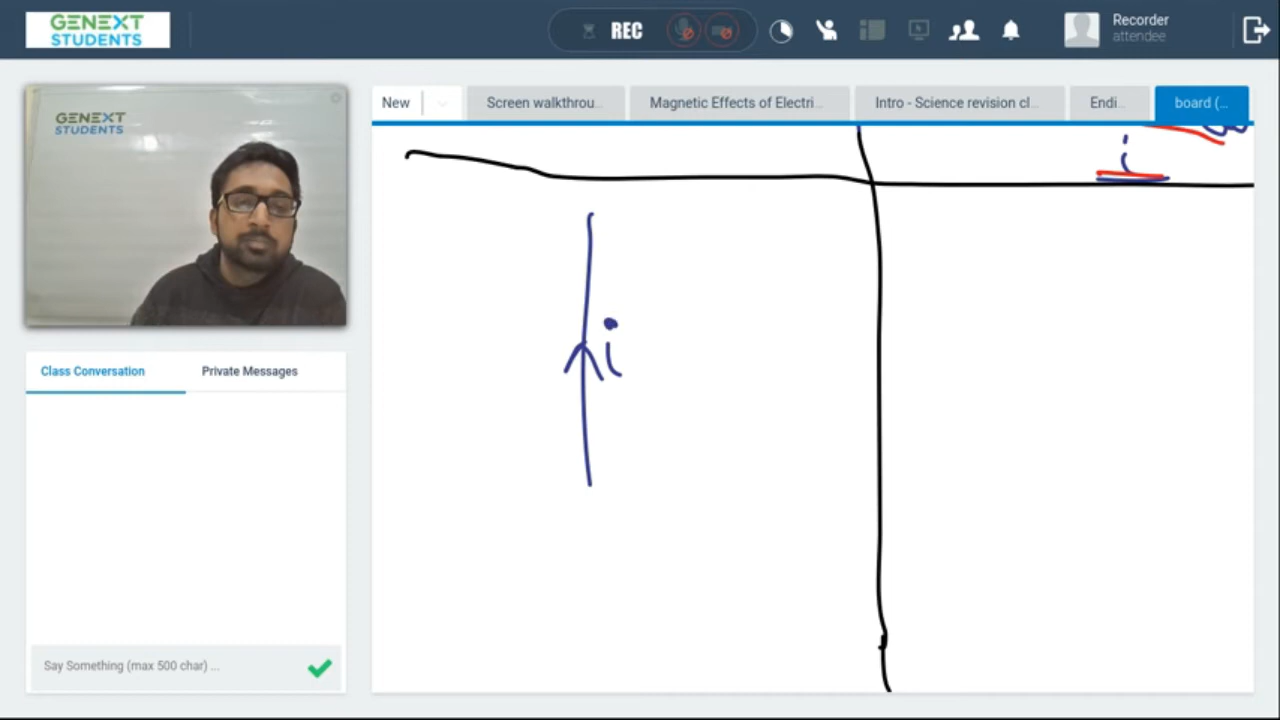 GENEXT
STUDENTS
REC
Recorder
attendee
GENEXT
STUDENTS
New
Screen walkthrou...
Magnetic Effects of Electri...
Intro - Science revision cl...
Endi...
board (...
i
i
Class Conversation
Private Messages
Say Something (max 500 char) ...